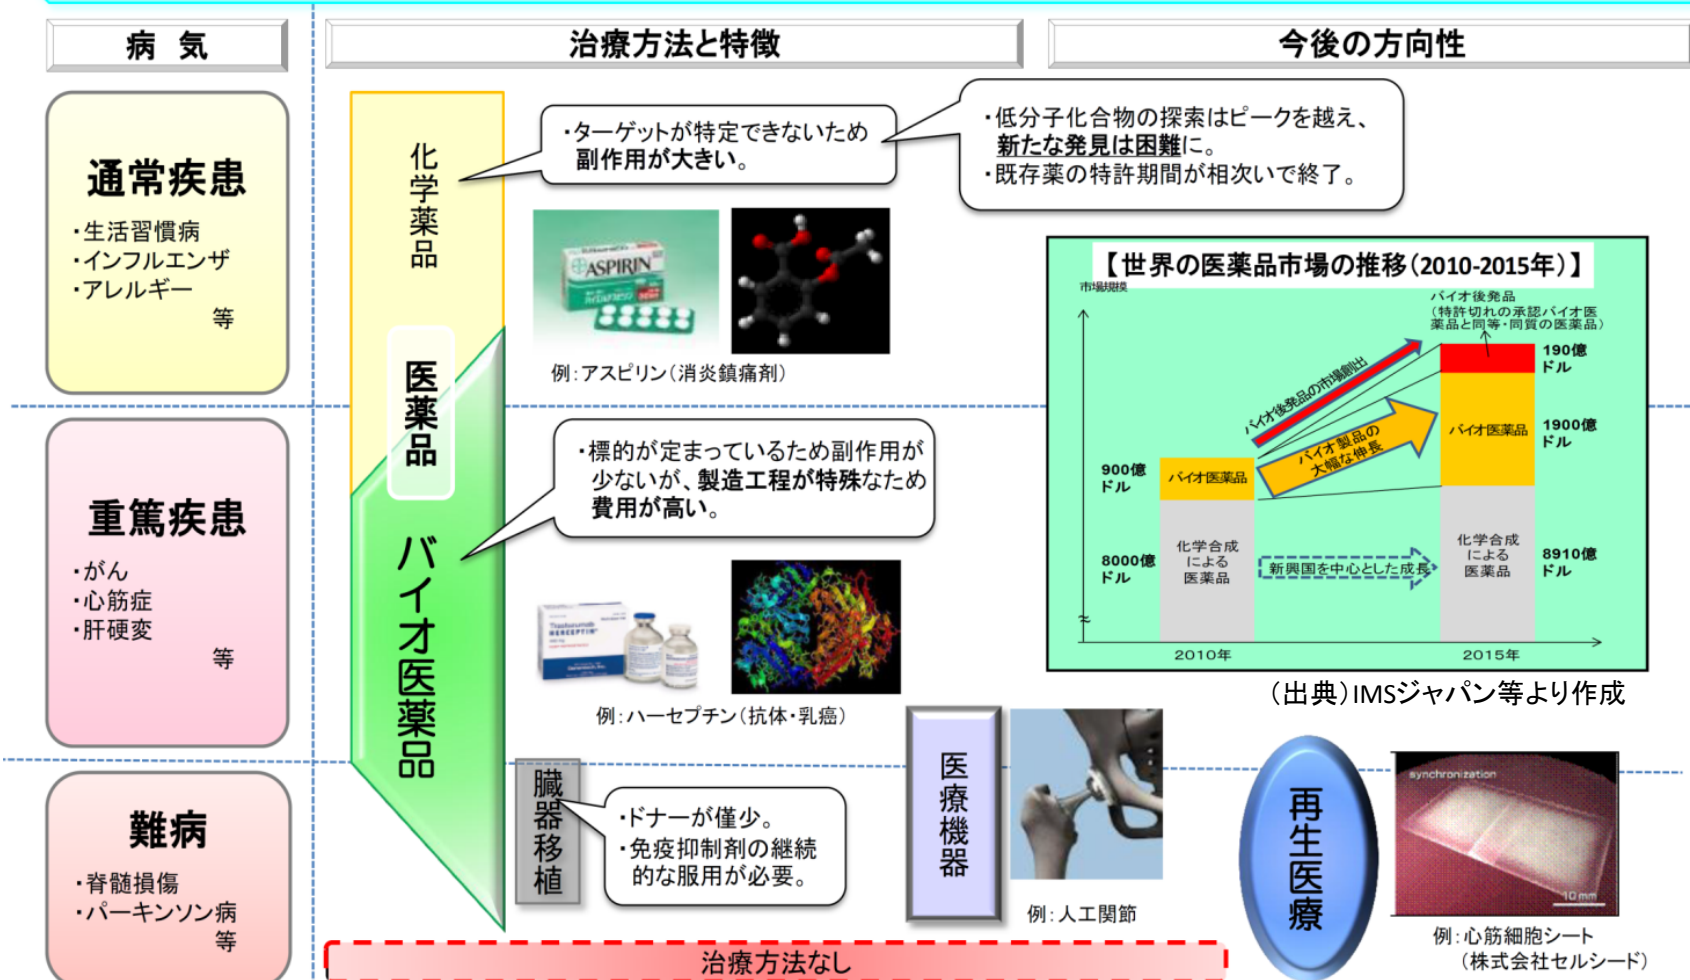 病 気
治療方法と特徴
今後の方向性
通常疾患
・生活習慣病
・インフルエンザ
・アレルギー
等
化学薬品
・ターゲットが特定できないため
副作用が大きい。
・低分子化合物の探索はピークを越え、
新たな発見は困難に。
・既存薬の特許期間が相次いで終了。
ASPIRIN
例:アスピリン(消炎鎮痛剤)
医薬品
【世界の医薬品市場の推移(2010-2015年)】
市場規模
バイオ後発品
(特許切れの承認バイオ医
薬品と同等・同質の医薬品)
190億
ドル
バイオ後発品の市場創出
バイオ医薬品
1900億
ドル
バイオ製品の
大幅な伸長
900億
ドル
バイオ医薬品
8000億
ドル
化学合成
による
医薬品
新興国を中心とした成長
化学合成
による
医薬品
8910億
ドル
2010年
2015年
(出典)IMSジャパン等より作成
重篤疾患
・がん
・心筋症
・肝硬変
等
バイオ医薬品
・標的が定まっているため副作用が
少ないが、製造工程が特殊なため
費用が高い。
Trastuzumab
HERCEPTIN
例:ハーセプチン(抗体・乳癌)
難病
・脊髄損傷
・パーキンソン病
等
臓器移植
・ドナーが僅少。
・免疫抑制剤の継続
的な服用が必要。
医療機器
例:人工関節
再生医療
synchronization
10 mm
例:心筋細胞シート
(株式会社セルシード)
治療方法なし